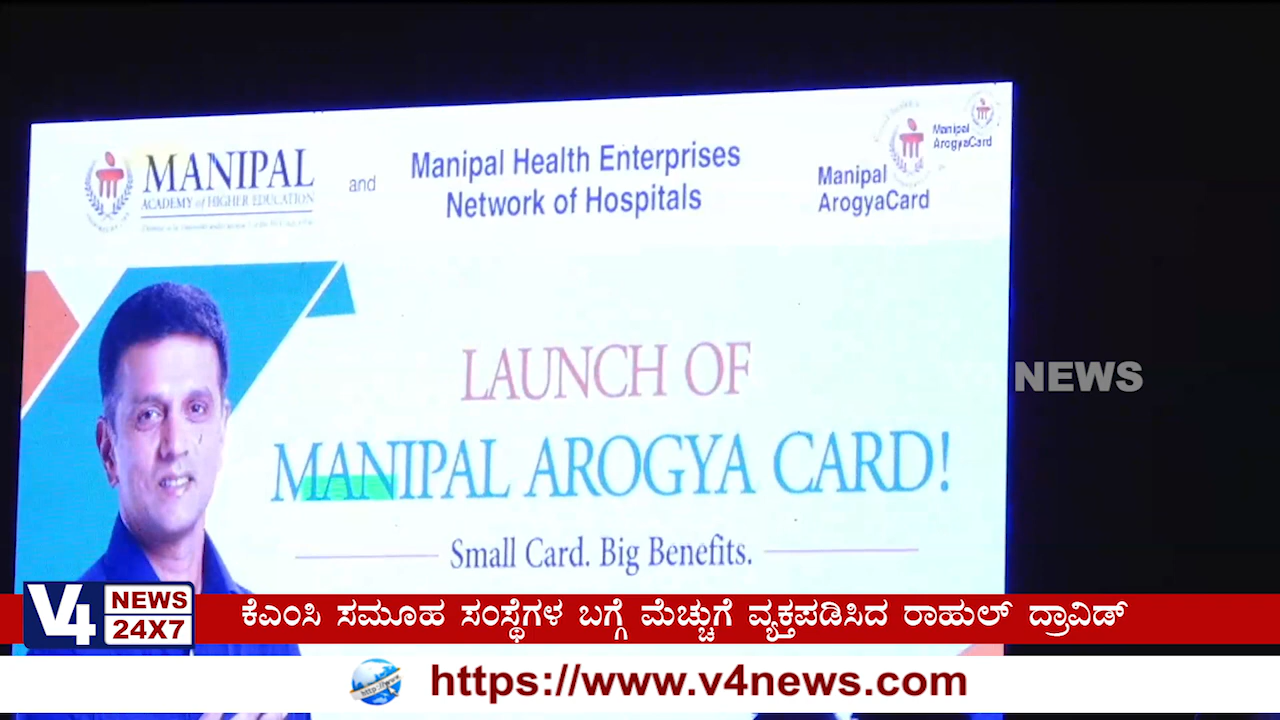 MANIPAL
ACADEMY of HIGHER EDUCATION
and
Manipal Health Enterprises
Network of Hospitals
Manipal
ArogyaCard
Manipal
ArogyaCard
LAUNCH OF
MANIPAL AROGYA CARD!
Small Card. Big Benefits.
NEWS
V4 NEWS 24X7
ಕೆಎಂಸಿ ಸಮೂಹ ಸಂಸ್ಥೆಗಳ ಬಗ್ಗೆ ಮೆಚ್ಚುಗೆ ವ್ಯಕ್ತಪಡಿಸಿದ ರಾಹುಲ್ ದ್ರಾವಿಡ್
https://www.v4news.com